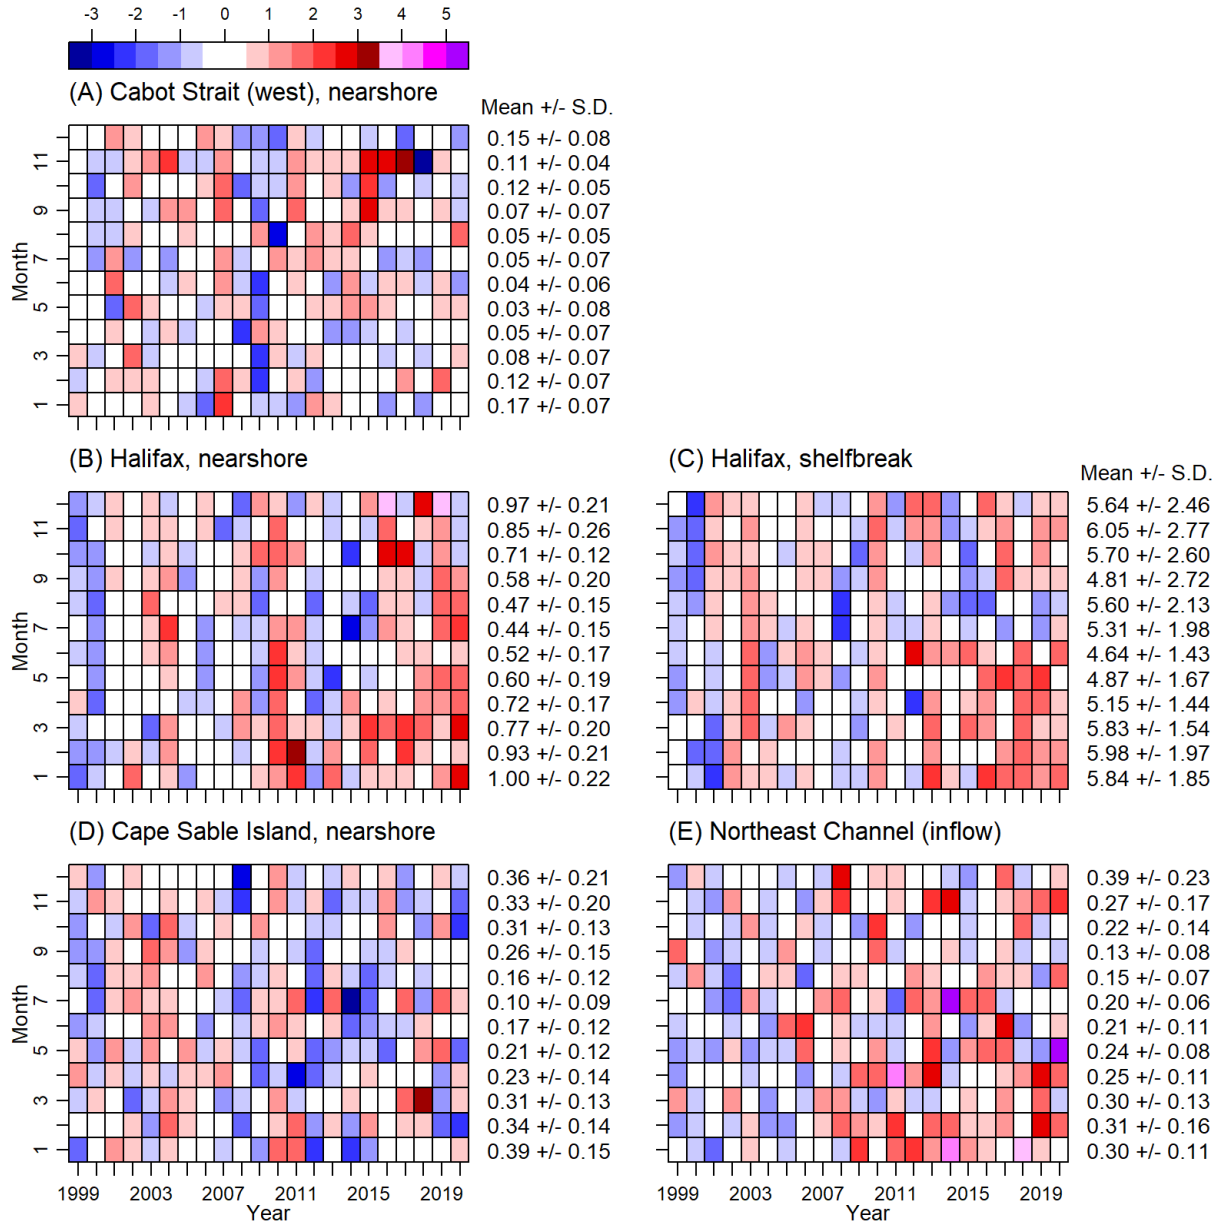 -3 -2 -1 0 1 2 3 4 5
(A) Cabot Strait (west), nearshore
Mean +/- S.D.
0.15 +/- 0.08
11 0.11 +/- 0.04
0.12 +/- 0.05
9 0.07 +/- 0.07
0.05 +/- 0.05
7 0.05 +/- 0.07
0.04 +/- 0.06
5 0.03 +/- 0.08
0.05 +/- 0.07
3 0.08 +/- 0.07
0.12 +/- 0.07
1 0.17 +/- 0.07
Month
(B) Halifax, nearshore
0.97 +/- 0.21
11 0.85 +/- 0.26
0.71 +/- 0.12
9 0.58 +/- 0.20
0.47 +/- 0.15
7 0.44 +/- 0.15
0.52 +/- 0.17
5 0.60 +/- 0.19
0.72 +/- 0.17
3 0.77 +/- 0.20
0.93 +/- 0.21
1 1.00 +/- 0.22
Month
(C) Halifax, shelfbreak
Mean +/- S.D.
5.64 +/- 2.46
6.05 +/- 2.77
5.70 +/- 2.60
4.81 +/- 2.72
5.60 +/- 2.13
5.31 +/- 1.98
4.64 +/- 1.43
4.87 +/- 1.67
5.15 +/- 1.44
5.83 +/- 1.54
5.98 +/- 1.97
5.84 +/- 1.85
(D) Cape Sable Island, nearshore
0.36 +/- 0.21
11 0.33 +/- 0.20
0.31 +/- 0.13
9 0.26 +/- 0.15
0.16 +/- 0.12
7 0.10 +/- 0.09
0.17 +/- 0.12
5 0.21 +/- 0.12
0.23 +/- 0.14
3 0.31 +/- 0.13
0.34 +/- 0.14
1 0.39 +/- 0.15
Month
1999 2003 2007 2011 2015 2019
Year
(E) Northeast Channel (inflow)
0.39 +/- 0.23
0.27 +/- 0.17
0.22 +/- 0.14
0.13 +/- 0.08
0.15 +/- 0.07
0.20 +/- 0.06
0.21 +/- 0.11
0.24 +/- 0.08
0.25 +/- 0.11
0.30 +/- 0.13
0.31 +/- 0.16
0.30 +/- 0.11
1999 2003 2007 2011 2015 2019
Year